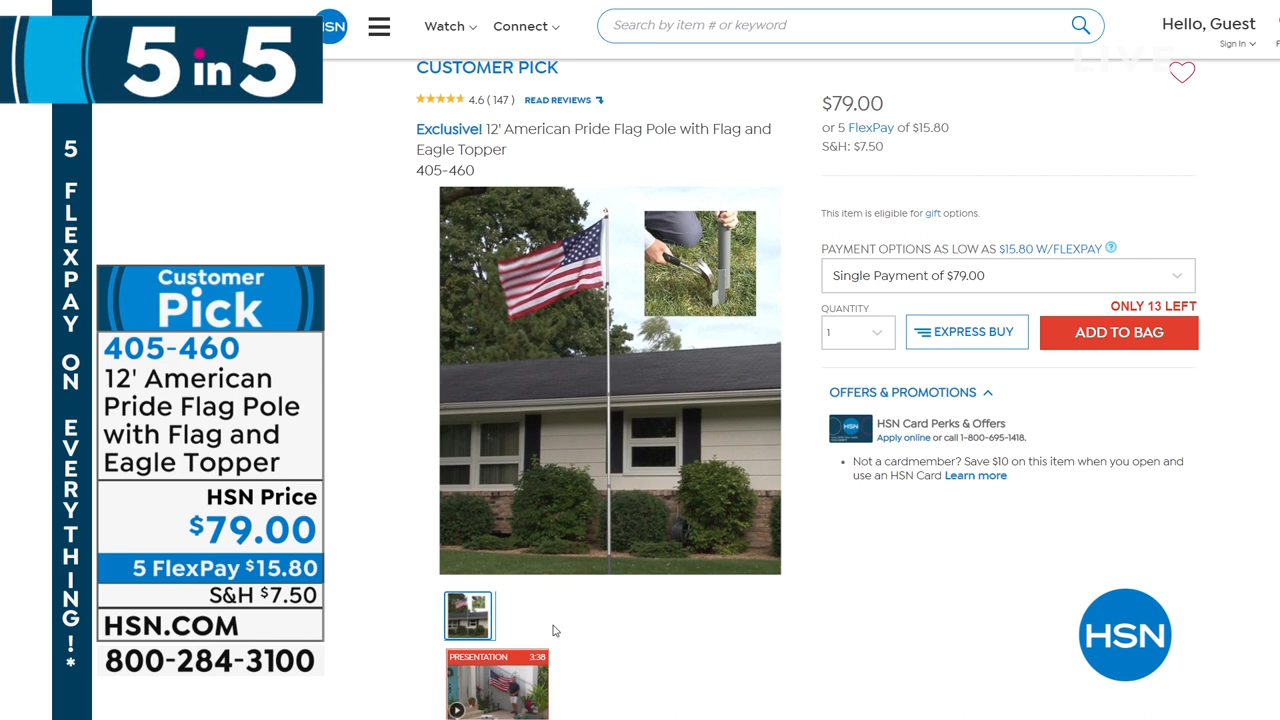 5 in 5
5 FLEXPAY ON EVERYTHING!*
Customer
Pick
405-460
12' American
Pride Flag Pole
with Flag and
Eagle Topper
HSN Price
$79.00
5 FlexPay $15.80
S&H $7.50
HSN.COM
800-284-3100
HSN
Watch
Connect
Search by item # or keyword
Hello, Guest
Sign In
F
LIVE
CUSTOMER PICK
4.6 (147) READ REVIEWS
Exclusive! 12' American Pride Flag Pole with Flag and
Eagle Topper
405-460
PRESENTATION 3:38
$79.00
or 5 FlexPay of $15.80
S&H: $7.50
This item is eligible for gift options.
PAYMENT OPTIONS AS LOW AS $15.80 W/FLEXPAY ?
Single Payment of $79.00
QUANTITY
ONLY 13 LEFT
1
EXPRESS BUY
ADD TO BAG
OFFERS & PROMOTIONS
HSN
HSN Card Perks & Offers
Apply online or call 1-800-695-1418.
• Not a cardmember? Save $10 on this item when you open and
use an HSN Card Learn more
HSN